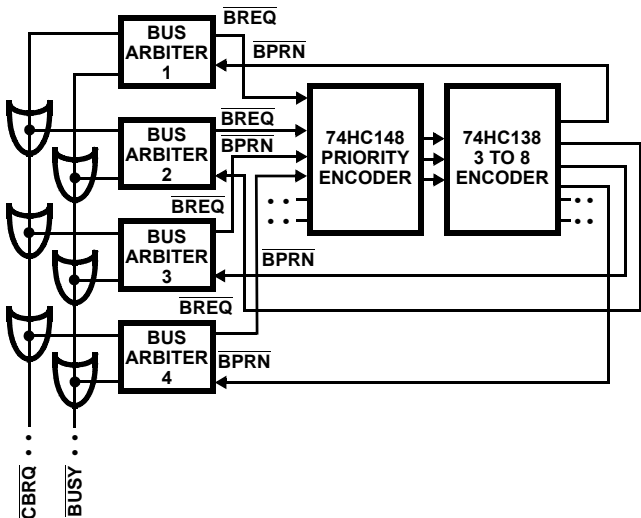 BREQ
BUS
ARBITER
1
BPRN
BREQ
BUS
ARBITER
2
BPRN
74HC148
PRIORITY
ENCODER
74HC138
3 TO 8
ENCODER
BREQ
BUS
ARBITER
3
BPRN
BREQ
BUS
ARBITER
4
BPRN
CBRQ
BUSY